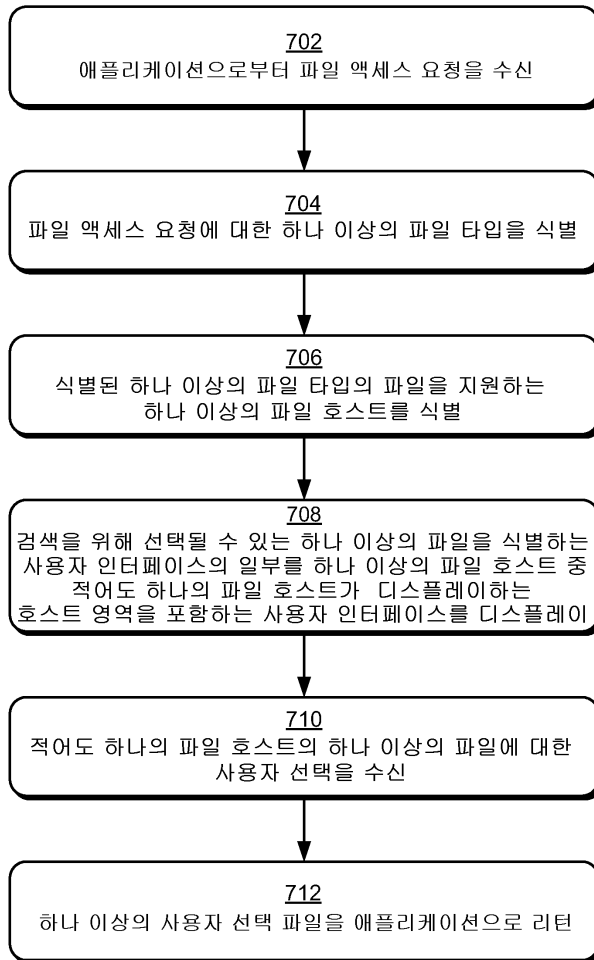 702
애플리케이션으로부터 파일 액세스 요청을 수신
704
파일 액세스 요청에 대한 하나 이상의 파일 타입을 식별
706
식별된 하나 이상의 파일 타입의 파일을 지원하는
하나 이상의 파일 호스트를 식별
708
검색을 위해 선택될 수 있는 하나 이상의 파일을 식별하는
사용자 인터페이스의 일부를 하나 이상의 파일 호스트 중
적어도 하나의 파일 호스트가 디스플레이하는
호스트 영역을 포함하는 사용자 인터페이스를 디스플레이
710
적어도 하나의 파일 호스트의 하나 이상의 파일에 대한
사용자 선택을 수신
712
하나 이상의 사용자 선택 파일을 애플리케이션으로 리턴